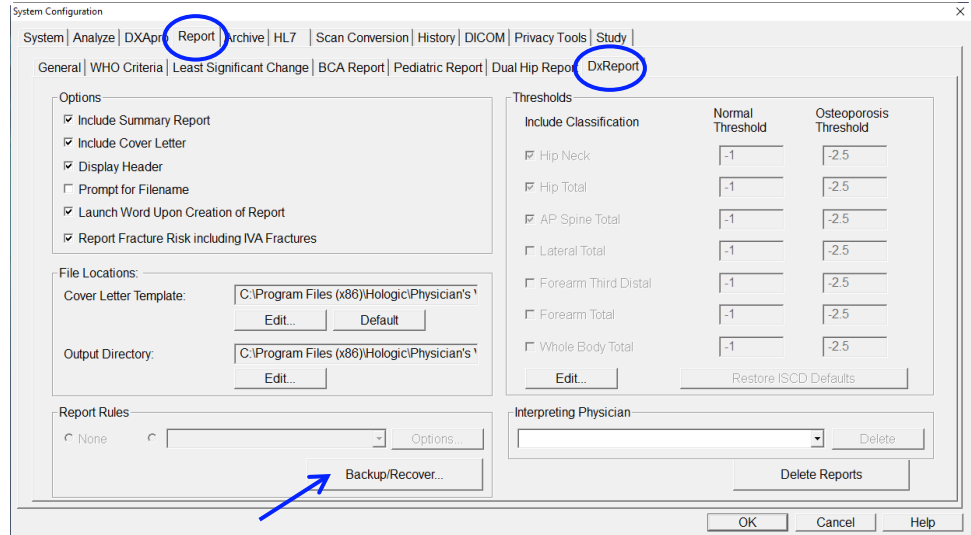 System Configuration
System Analyze DXApro Report Archive HL7 Scan Conversion History DICOM Privacy Tools Study
General WHO Criteria Least Significant Change BCA Report Pediatric Report Dual Hip Report DxReport
Options
Include Summary Report
Include Cover Letter
Display Header
Prompt for Filename
Launch Word Upon Creation of Report
Report Fracture Risk including IVA Fractures
File Locations:
Cover Letter Template: C:\Program Files (x86)\Hologic\Physician's V
Edit... Default
Output Directory: C:\Program Files (x86)\Hologic\Physician's
Edit...
Report Rules
None Options...
Backup/Recover...
Thresholds
Include Classification Normal Threshold Osteoporosis Threshold
Hip Neck -1 -2.5
Hip Total -1 -2.5
AP Spine Total -1 -2.5
Lateral Total -1 -2.5
Forearm Third Distal -1 -2.5
Forearm Total -1 -2.5
Whole Body Total -1 -2.5
Edit... Restore ISCD Defaults
Interpreting Physician
Delete
Delete Reports
OK Cancel Help